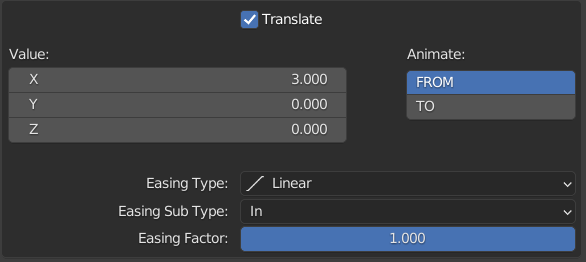 Translate
Value: Animate:
X 3.000 FROM
Y 0.000 TO
Z 0.000
Easing Type: Linear
Easing Sub Type: In
Easing Factor: 1.000